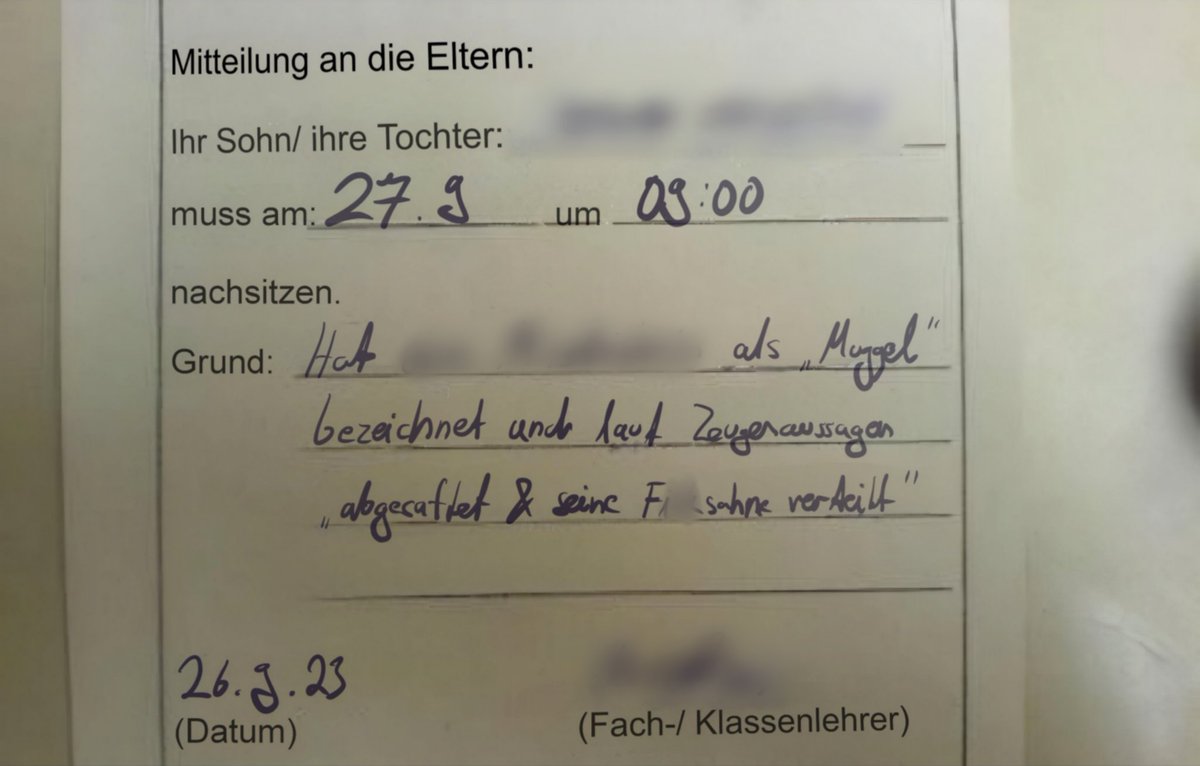 Mitteilung an die Eltern:
Ihr Sohn/ ihre Tochter:
muss am: 27.9 um 09:00
nachsitzen.
Grund: Hat als „Muggel“
bezeichnet und laut Zeugenaussagen
„abgesaftet & seine F sahne verteilt“
26.9.23
(Datum) (Fach-/ Klassenlehrer)